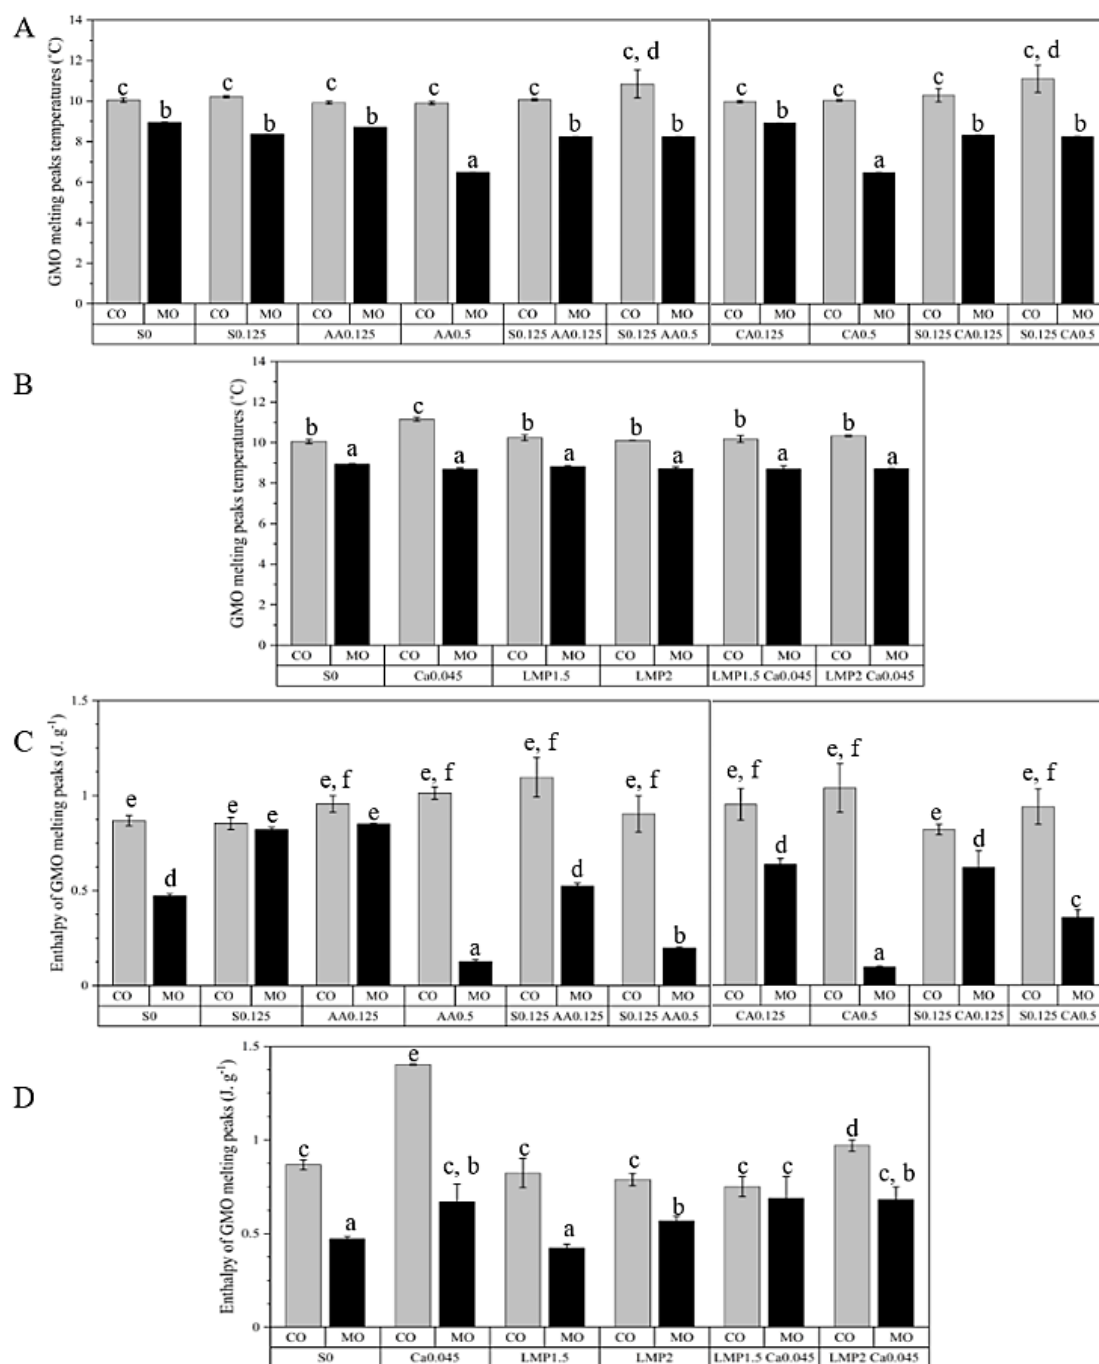 A
GMO melting peaks temperatures (˚C)
14
12
10
8
6
4
2
0
c b c b c b c a c b c, d b c b c a c b c, d b
CO MO CO MO CO MO CO MO CO MO CO MO CO MO CO MO CO MO CO MO
S0 S0.125 AA0.125 AA0.5 S0.125 AA0.125 S0.125 AA0.5 CA0.125 CA0.5 S0.125 CA0.125 S0.125 CA0.5
B
GMO melting peaks temperatures (˚C)
14
12
10
8
6
4
2
0
b a c a b a b a b a b a
CO MO CO MO CO MO CO MO CO MO CO MO
S0 Ca0.045 LMP1.5 LMP2 LMP1.5 Ca0.045 LMP2 Ca0.045
C
Enthalpy of GMO melting peaks (J. g⁻¹)
1.5
1
0.5
0
e d e e e, f e e, f a e, f d e, f b e, f d e, f a e d e, f c
CO MO CO MO CO MO CO MO CO MO CO MO CO MO CO MO CO MO CO MO
S0 S0.125 AA0.125 AA0.5 S0.125 AA0.125 S0.125 AA0.5 CA0.125 CA0.5 S0.125 CA0.125 S0.125 CA0.5
D
Enthalpy of GMO melting peaks (J. g⁻¹)
1.5
1
0.5
0
c a e c, b c a c b c c d c, b
CO MO CO MO CO MO CO MO CO MO CO MO
S0 Ca0.045 LMP1.5 LMP2 LMP1.5 Ca0.045 LMP2 Ca0.045